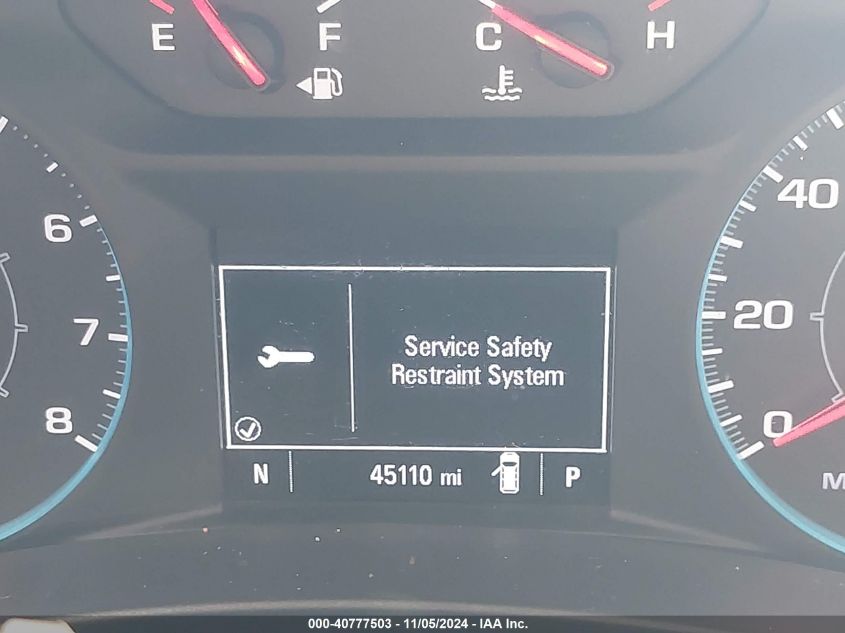 E F C H
6
7
8
40
20
0
M
Service Safety
Restraint System
N 45110 mi P
000-40777503 - 11/05/2024 - IAA Inc.